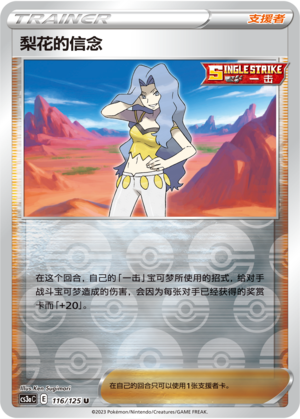 TRAINER
支援者
梨花的信念
SINGLE STRIKE
一击
在这个回合，自己的「一击」宝可梦所使用的招式，给对手
战斗宝可梦造成的伤害，会因为每张对手已经获得的奖赏
卡而「+20」。
Illus. Ken Sugimori
CS3aC C 116/125 U
在自己的回合只可以使用1张支援者卡。
©2023 Pokémon/Nintendo/Creatures/GAME FREAK.